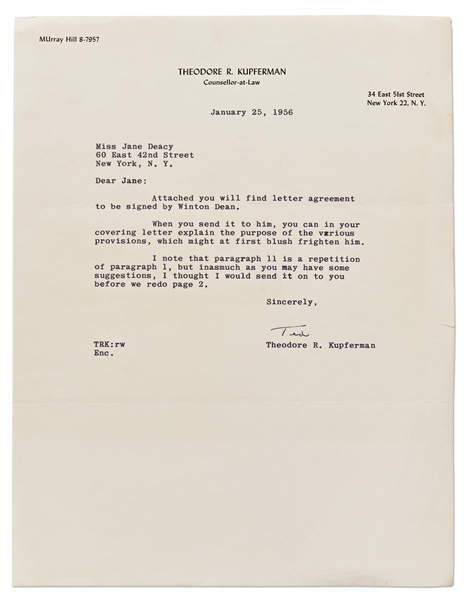 MUrray Hill 8-7957
THEODORE R. KUPFERMAN
Counsellor-at-Law
34 East 51st Street
New York 22, N. Y.
January 25, 1956
Miss Jane Deacy
60 East 42nd Street
New York, N. Y.
Dear Jane:
Attached you will find letter agreement
to be signed by Winton Dean.
When you send it to him, you can in your
covering letter explain the purpose of the various
provisions, which might at first blush frighten him.
I note that paragraph 11 is a repetition
of paragraph 1, but inasmuch as you may have some
suggestions, I thought I would send it on to you
before we redo page 2.
Sincerely,
Ted
TRK:rw
Theodore R. Kupferman
Enc.